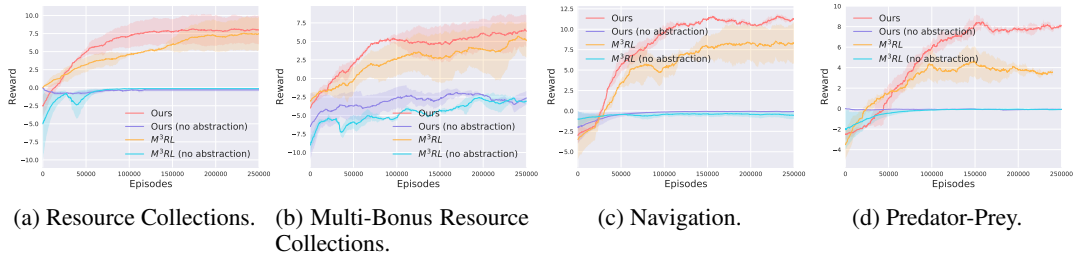 10.0
7.5
5.0
2.5
0.0
−2.5
−5.0
−7.5
−10.0
Reward
Ours
Ours (no abstraction)
M³RL
M³RL (no abstraction)
0 50000 100000 150000 200000 250000
Episodes
7.5
5.0
2.5
0.0
−2.5
−5.0
−7.5
−10.0
Reward
Ours
Ours (no abstraction)
M³RL
M³RL (no abstraction)
0 50000 100000 150000 200000 250000
Episodes
12.5
10.0
7.5
5.0
2.5
0.0
−2.5
−5.0
Reward
Ours
Ours (no abstraction)
M³RL
M³RL (no abstraction)
0 50000 100000 150000 200000 250000
Episodes
10
8
6
4
2
0
−2
−4
Reward
Ours
Ours (no abstraction)
M³RL
M³RL (no abstraction)
0 50000 100000 150000 200000 250000
Episodes
(a) Resource Collections.
(b) Multi-Bonus Resource
Collections.
(c) Navigation.
(d) Predator-Prey.